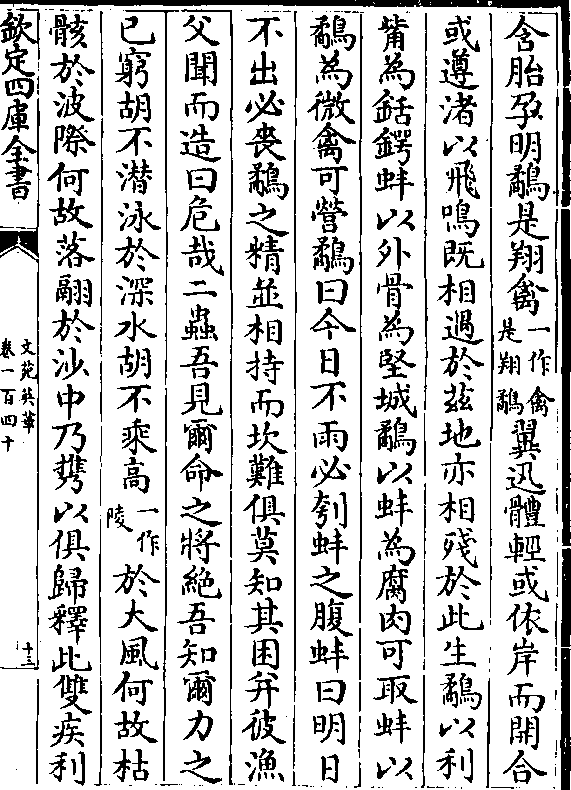 含胎孕明鷸是翔禽一作禽是翔鷸翼迅體輕或依岸而開合
或遵渚以飛鳴既相過於兹地亦相殘於此生鷸以利
觜為銛鍔蚌以外骨為堅城鷸以蚌為腐肉可取蚌以
鷸為微禽可營鷸曰今日不雨必刳蚌之腹蚌曰明日
不出必丧鷸之精並相持而坎難俱莫知其困弁彼漁
父聞而造曰危哉二蟲吾見爾命之將絶吾知爾力之
已窮胡不潜泳於深水胡不乘高一作陵於大風何故枯
骸於波際何故落翮於沙中乃携以俱歸釋此雙疾利
欽定四庫全書
文苑英華
卷一百四十
十三